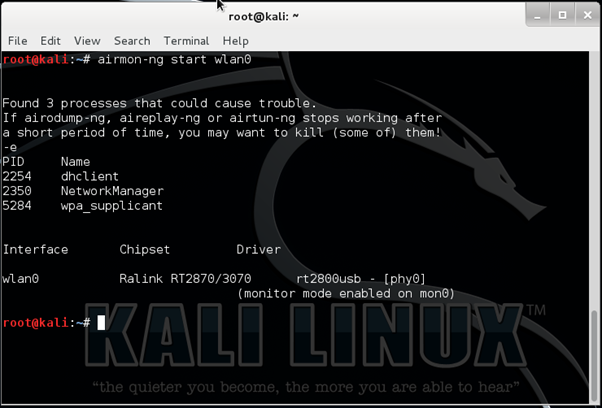 root@kali: ~
File Edit View Search Terminal Help
root@kali:~# airmon-ng start wlan0
Found 3 processes that could cause trouble.
If airodump-ng, aireplay-ng or airtun-ng stops working after
a short period of time, you may want to kill (some of) them!
-e
PID Name
2254 dhclient
2350 NetworkManager
5284 wpa_supplicant
Interface Chipset Driver
wlan0 Ralink RT2870/3070 rt2800usb - [phy0]
(monitor mode enabled on mon0)
root@kali:~#
KALI LINUX™
“the quieter you become, the more you are able to hear”